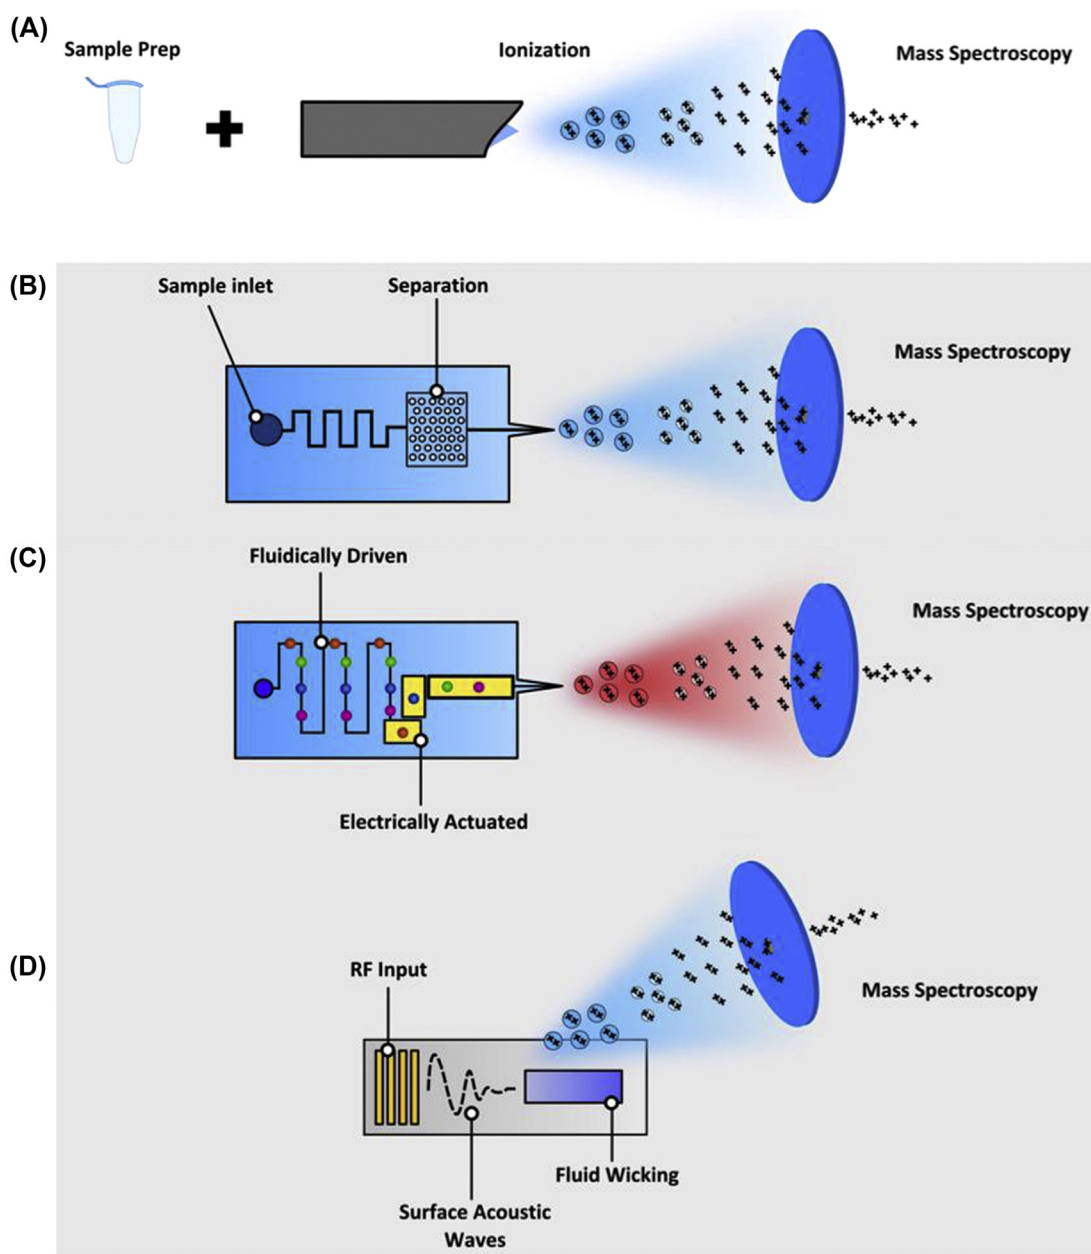 (A)
Sample Prep
Ionization
Mass Spectroscopy
(B)
Sample inlet
Separation
Mass Spectroscopy
(C)
Fluidically Driven
Mass Spectroscopy
Electrically Actuated
(D)
RF Input
Mass Spectroscopy
Fluid Wicking
Surface Acoustic
Waves